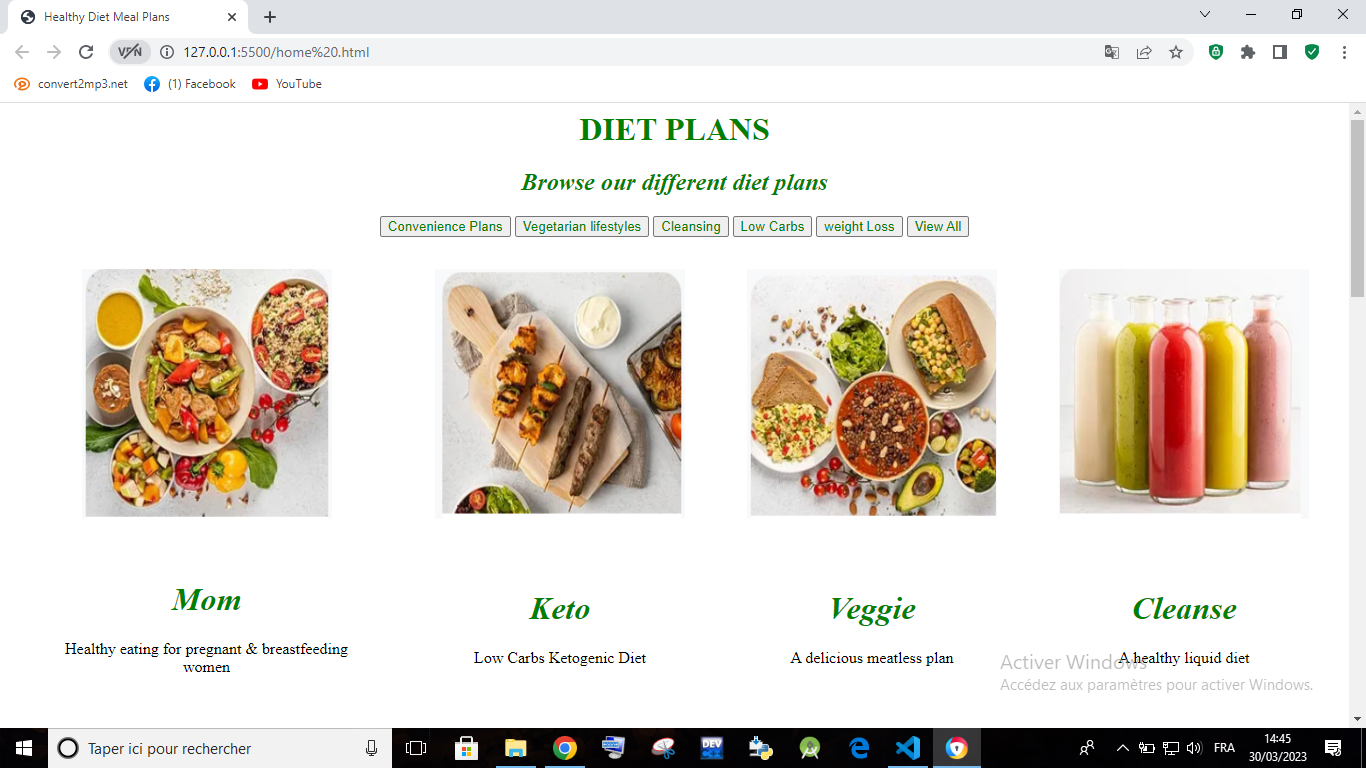 Healthy Diet Meal Plans
VPN
127.0.0.1:5500/home%20.html
convert2mp3.net
(1) Facebook
YouTube
DIET PLANS
Browse our different diet plans
Convenience Plans
Vegetarian lifestyles
Cleansing
Low Carbs
weight Loss
View All
Mom
Keto
Veggie
Cleanse
Healthy eating for pregnant & breastfeeding
women
Low Carbs Ketogenic Diet
A delicious meatless plan
A healthy liquid diet
Activer Windows
Accédez aux paramètres pour activer Windows.
Taper ici pour rechercher
DEV
FRA
14:45
30/03/2023